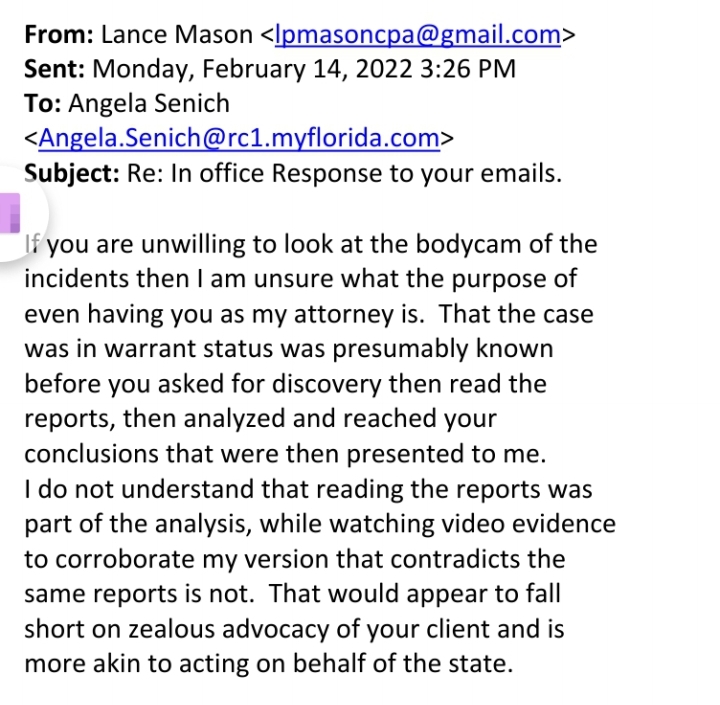 From: Lance Mason <lpmasoncpa@gmail.com>
Sent: Monday, February 14, 2022 3:26 PM
To: Angela Senich
<Angela.Senich@rc1.myflorida.com>
Subject: Re: In office Response to your emails.
If you are unwilling to look at the bodycam of the
incidents then I am unsure what the purpose of
even having you as my attorney is.  That the case
was in warrant status was presumably known
before you asked for discovery then read the
reports, then analyzed and reached your
conclusions that were then presented to me.
I do not understand that reading the reports was
part of the analysis, while watching video evidence
to corroborate my version that contradicts the
same reports is not.  That would appear to fall
short on zealous advocacy of your client and is
more akin to acting on behalf of the state.